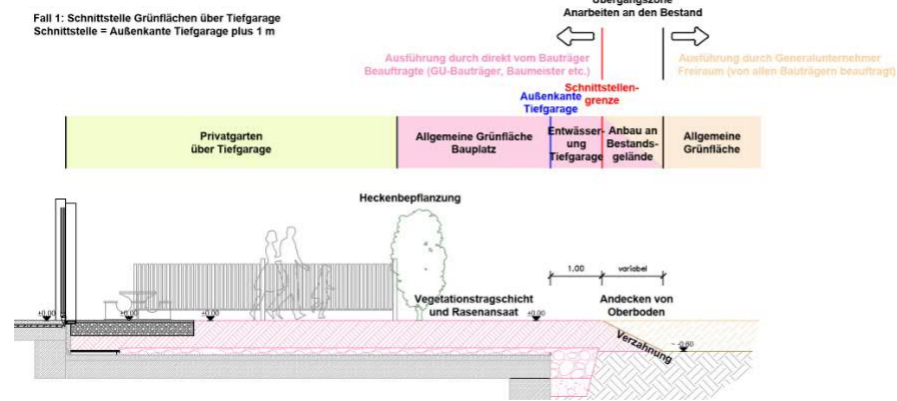 Übergangszone
Anarbeiten an den Bestand
Fall 1: Schnittstelle Grünflächen über Tiefgarage
Schnittstelle = Außenkante Tiefgarage plus 1 m
Ausführung durch direkt vom Bauträger
Beauftragte (GU-Bauträger, Baumeister etc.)
Ausführung durch Generalunternehmer
Freiraum (von allen Bauträgern beauftragt)
Außenkante
Tiefgarage
Schnittstellen-
grenze
Privatgarten
über Tiefgarage
Allgemeine Grünfläche
Bauplatz
Entwässer-
ung
Tiefgarage
Anbau an
Bestands-
gelände
Allgemeine
Grünfläche
Heckenbepflanzung
1.00
variabel
Vegetationstragschicht
und Rasenansaat
Andecken von
Oberboden
±0.00
±0.00
±0.00
±0.00
Verzahnung
~ -0.60